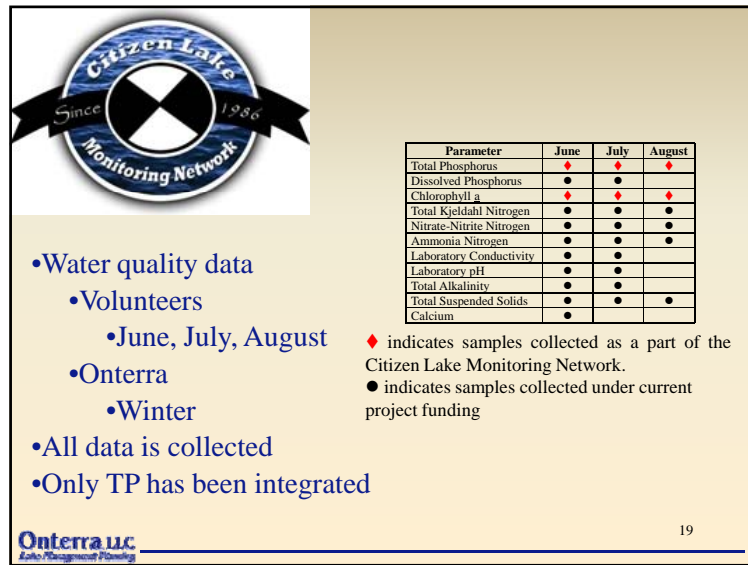 Citizen Lake
Since 1986
Monitoring Network
•Water quality data
•Volunteers
•June, July, August
•Onterra
•Winter
•All data is collected
•Only TP has been integrated
Parameter June July August
Total Phosphorus ♦ ♦ ♦
Dissolved Phosphorus ● ●
Chlorophyll a ♦ ♦ ♦
Total Kjeldahl Nitrogen ● ● ●
Nitrate-Nitrite Nitrogen ● ● ●
Ammonia Nitrogen ● ● ●
Laboratory Conductivity ● ●
Laboratory pH ● ●
Total Alkalinity ● ●
Total Suspended Solids ● ● ●
Calcium ●
♦ indicates samples collected as a part of the
Citizen Lake Monitoring Network.
● indicates samples collected under current
project funding
19
Onterra LLC
Lake Management Planning